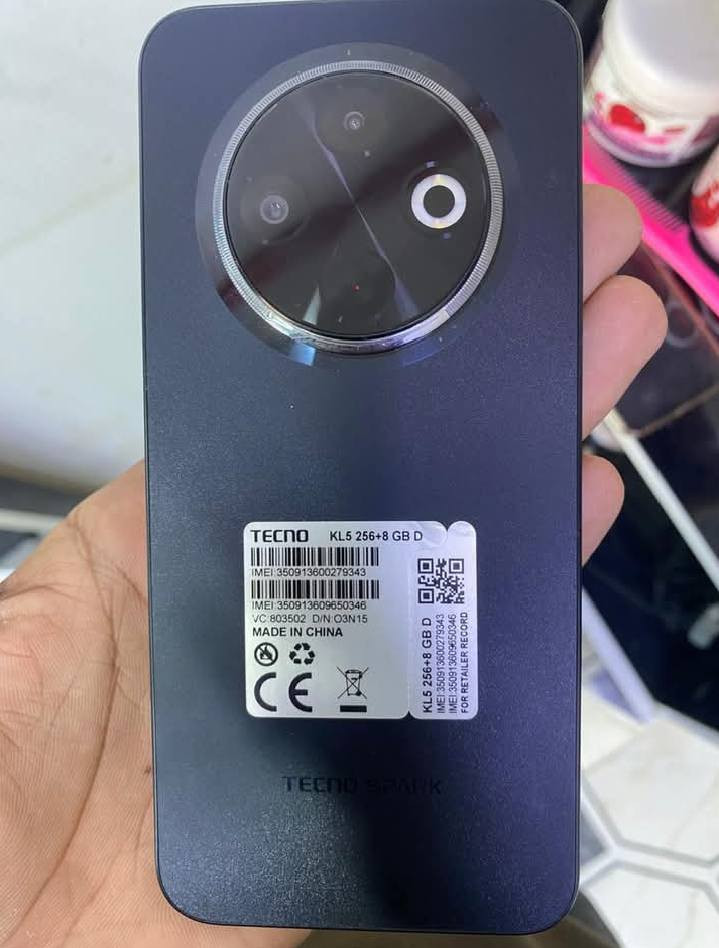 TECNO KL5 256+8 GB D
IMEI:350913600279343
IMEI:350913609650346
VC:803502 D/N:O3N15
MADE IN CHINA
CE
KL5 256+8 GB D
IMEI:350913600279343
IMEI:350913609650346
FOR RETAILER RECORD
TECNO SPARK